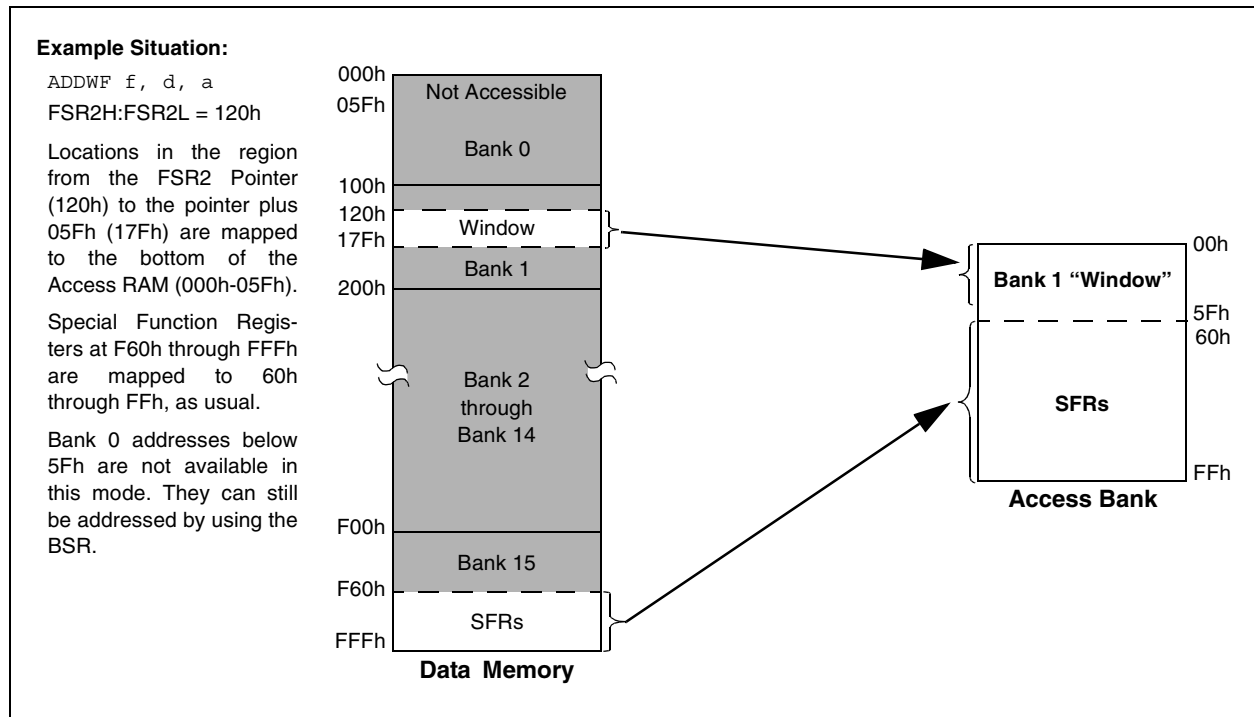 Example Situation:
ADDWF f, d, a
FSR2H:FSR2L = 120h
Locations in the region
from the FSR2 Pointer
(120h) to the pointer plus
05Fh (17Fh) are mapped
to the bottom of the
Access RAM (000h-05Fh).
Special Function Regis-
ters at F60h through FFFh
are mapped to 60h
through FFh, as usual.
Bank 0 addresses below
5Fh are not available in
this mode. They can still
be addressed by using the
BSR.
000h
05Fh
Not Accessible
Bank 0
100h
120h
17Fh
Window
Bank 1
200h
Bank 2
through
Bank 14
F00h
Bank 15
F60h
SFRs
FFFh
Data Memory
00h
Bank 1 “Window”
5Fh
60h
SFRs
FFh
Access Bank